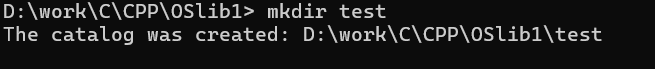 D:\work\C\CPP\OSlib1> mkdir test
The catalog was created: D:\work\C\CPP\OSlib1\test